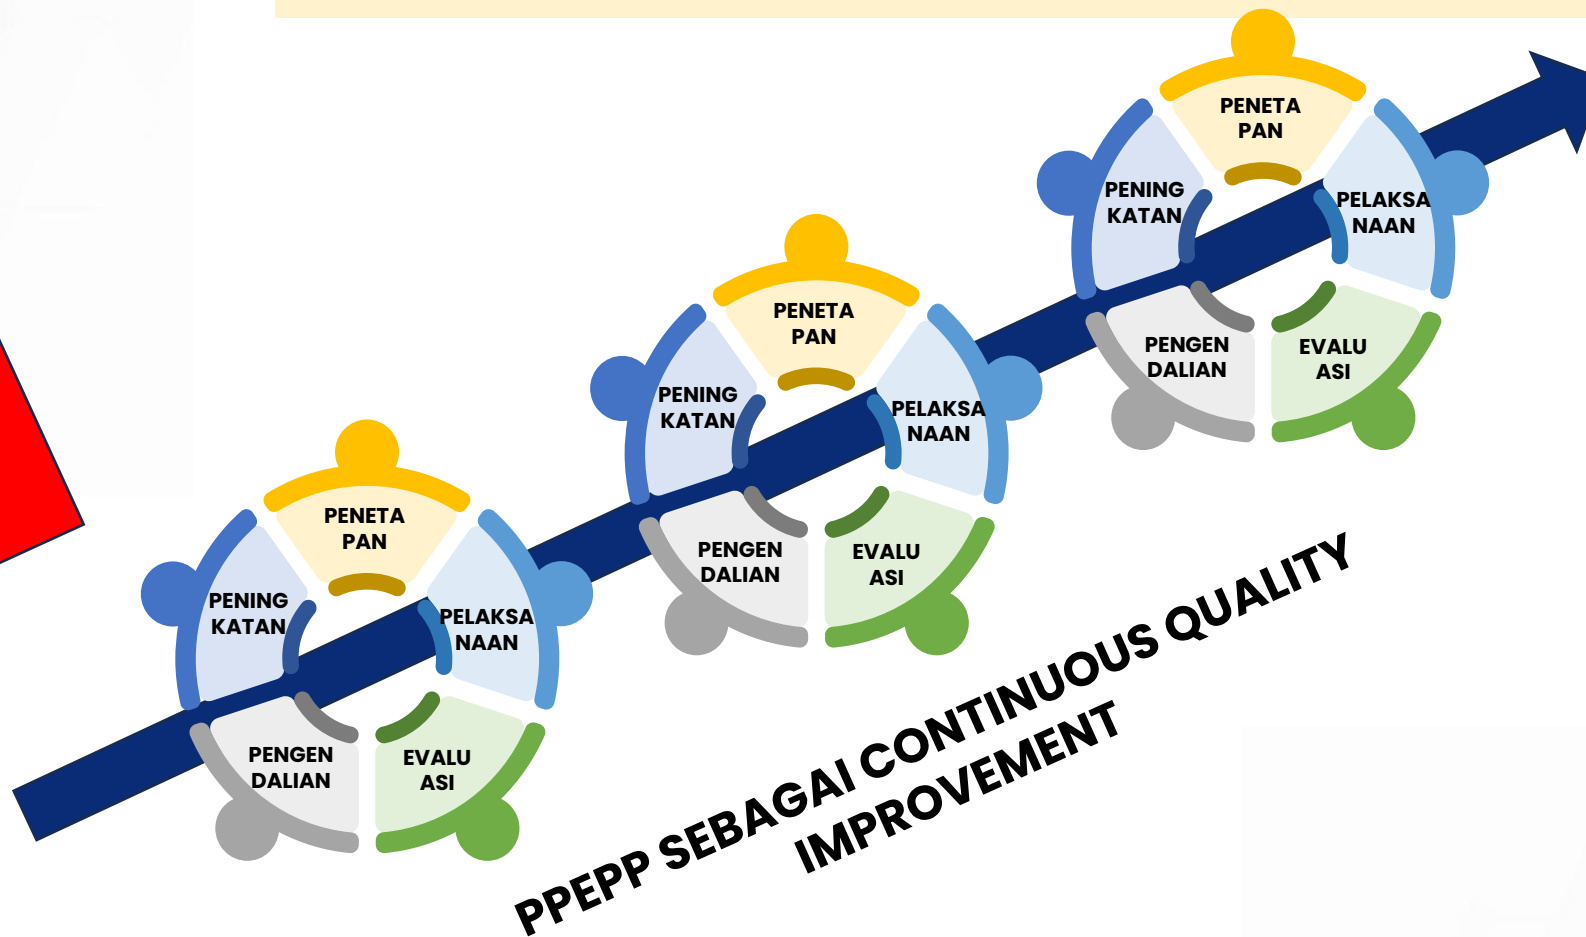 PENETA
PAN
PENING
KATAN
PELAKSA
NAAN
PENGEN
DALIAN
EVALU
ASI
PENETA
PAN
PENING
KATAN
PELAKSA
NAAN
PENGEN
DALIAN
EVALU
ASI
PENETA
PAN
PENING
KATAN
PELAKSA
NAAN
PENGEN
DALIAN
EVALU
ASI
PPEPP SEBAGAI CONTINUOUS QUALITY
IMPROVEMENT